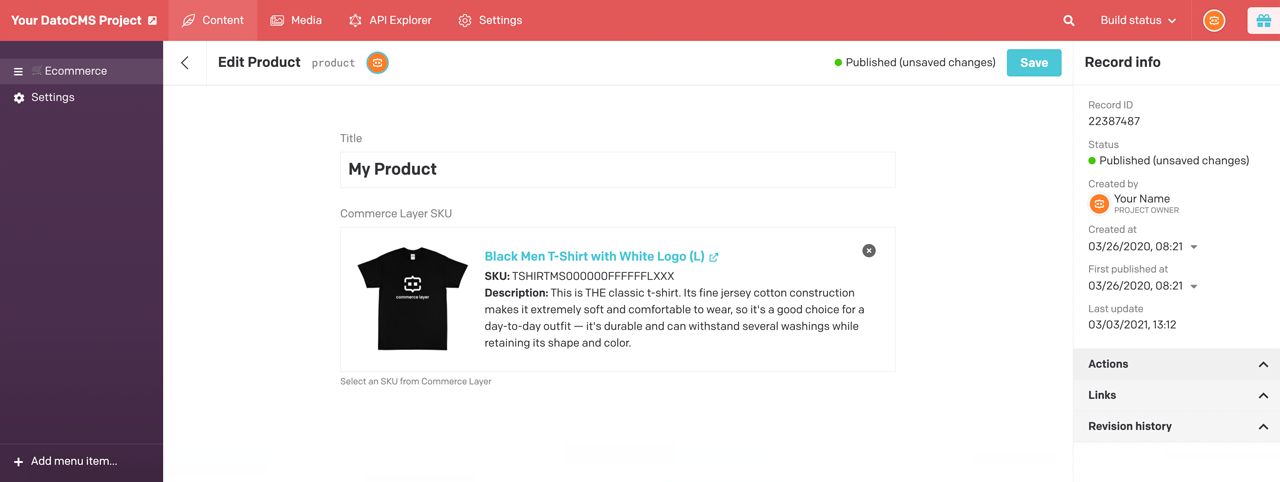 Your DatoCMS Project
Content
Media
API Explorer
Settings
Build status
Ecommerce
Settings
Add menu item...
Edit Product product
Published (unsaved changes)
Save
Title
My Product
Commerce Layer SKU
commerce layer
Black Men T-Shirt with White Logo (L)
SKU: TSHIRTMS000000FFFFFFLXXX
Description: This is THE classic t-shirt. Its fine jersey cotton construction
makes it extremely soft and comfortable to wear, so it's a good choice for a
day-to-day outfit — it's durable and can withstand several washings while
retaining its shape and color.
Select an SKU from Commerce Layer
Record info
Record ID
22387487
Status
Published (unsaved changes)
Created by
Your Name
PROJECT OWNER
Created at
03/26/2020, 08:21
First published at
03/26/2020, 08:21
Last update
03/03/2021, 13:12
Actions
Links
Revision history